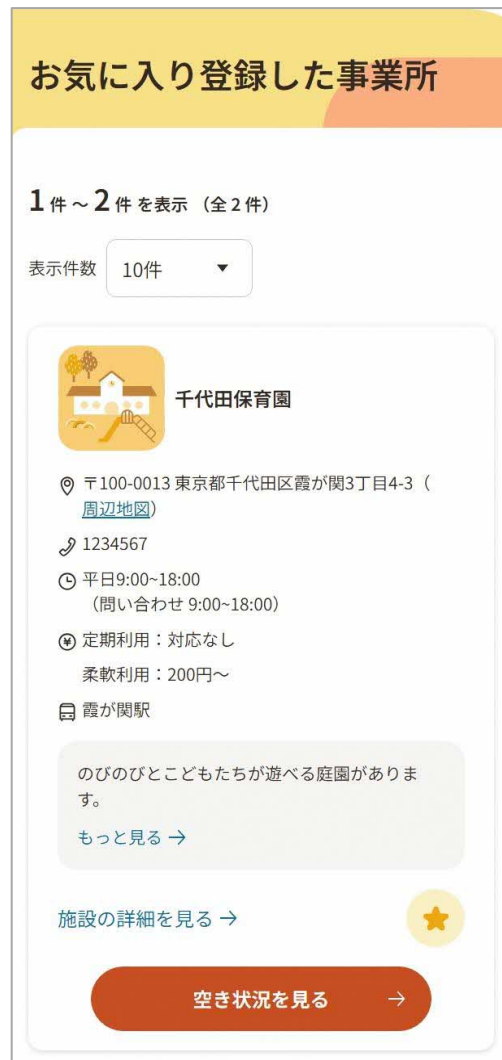 お気に入り登録した事業所
1件～2件を表示（全2件）
表示件数 10件
千代田保育園
〒100-0013 東京都千代田区霞が関3丁目4-3（
周辺地図）
1234567
平日9:00~18:00
（問い合わせ 9:00~18:00）
定期利用：対応なし
柔軟利用：200円～
霞が関駅
のびのびとこどもたちが遊べる庭園がありま
す。
もっと見る →
施設の詳細を見る →
空き状況を見る →